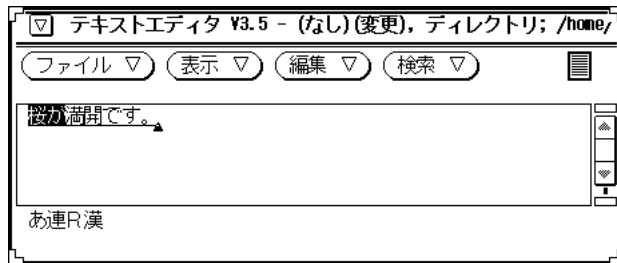 テキストエディタ V3.5 - (なし)(変更), ディレクトリ; /home/
ファイル ▽ 表示 ▽ 編集 ▽ 検索 ▽
桜が満開です。
あ連R漢